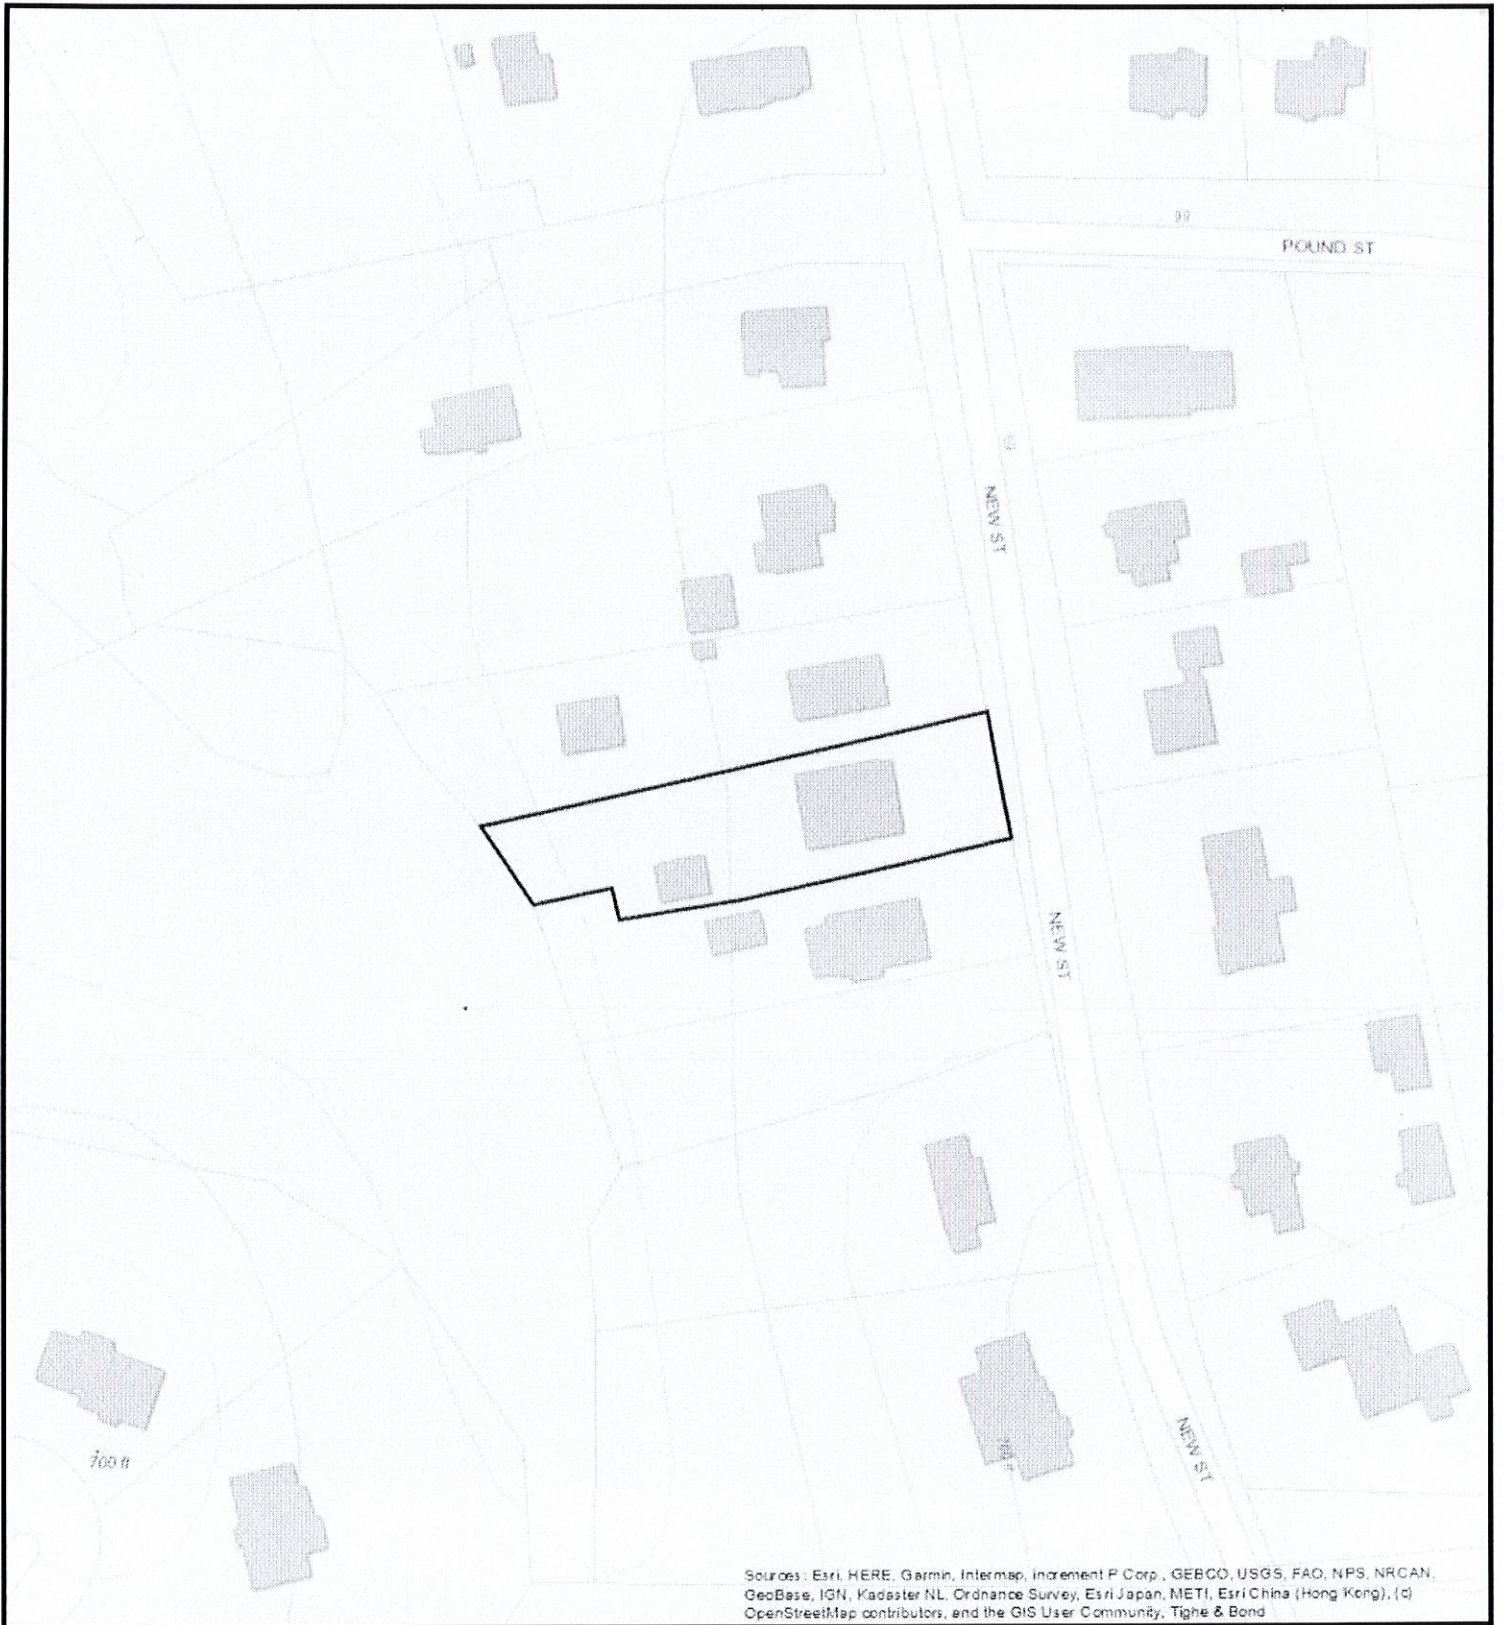 99
POUND ST
NEW ST
NEW ST
700 ft
NEW ST
Sources: Esri, HERE, Garmin, Intermap, increment P Corp., GEBCO, USGS, FAO, NPS, NRCAN,
GeoBase, IGN, Kadaster NL, Ordnance Survey, Esri Japan, METI, Esri China (Hong Kong), (c)
OpenStreetMap contributors, and the GIS User Community, Tighe & Bond